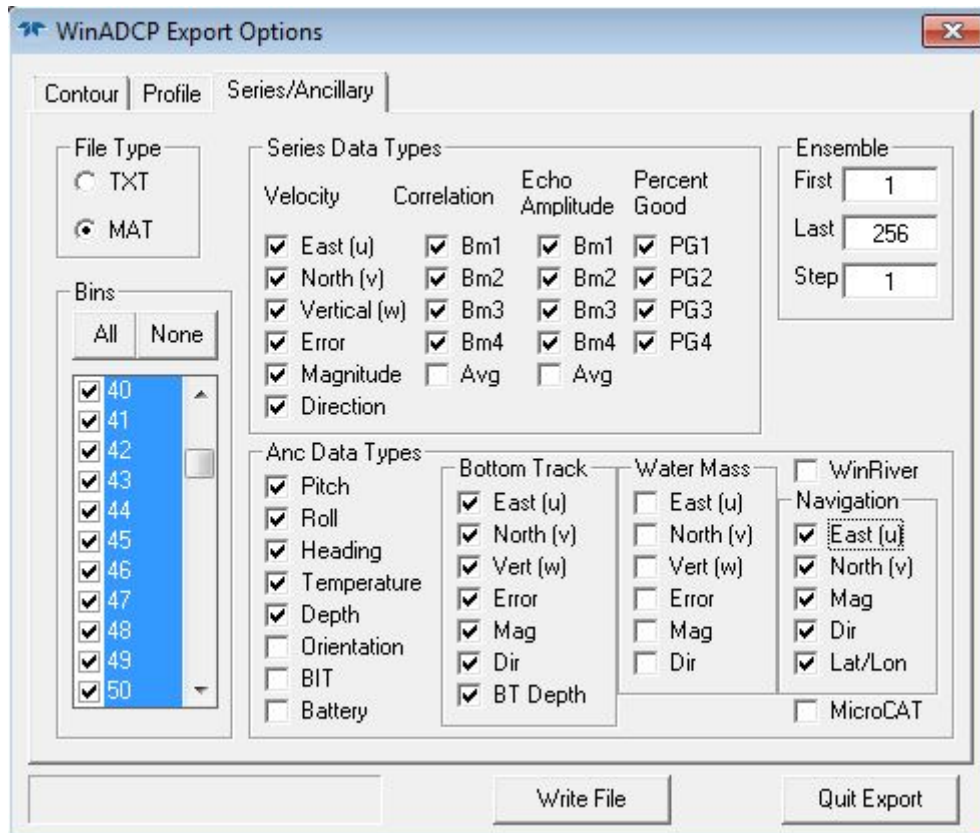 WinADCP Export Options
Contour Profile Series/Ancillary
File Type
TXT
MAT
Bins
All None
40
41
42
43
44
45
46
47
48
49
50
Series Data Types
Velocity Correlation Echo Amplitude Percent Good
East (u) Bm1 Bm1 PG1
North (v) Bm2 Bm2 PG2
Vertical (w) Bm3 Bm3 PG3
Error Bm4 Bm4 PG4
Magnitude Avg Avg
Direction
Ensemble
First 1
Last 256
Step 1
Anc Data Types
Pitch
Roll
Heading
Temperature
Depth
Orientation
BIT
Battery
Bottom Track
East (u)
North (v)
Vert (w)
Error
Mag
Dir
BT Depth
Water Mass
East (u)
North (v)
Vert (w)
Error
Mag
Dir
WinRiver
Navigation
East (u)
North (v)
Mag
Dir
Lat/Lon
MicroCAT
Write File Quit Export